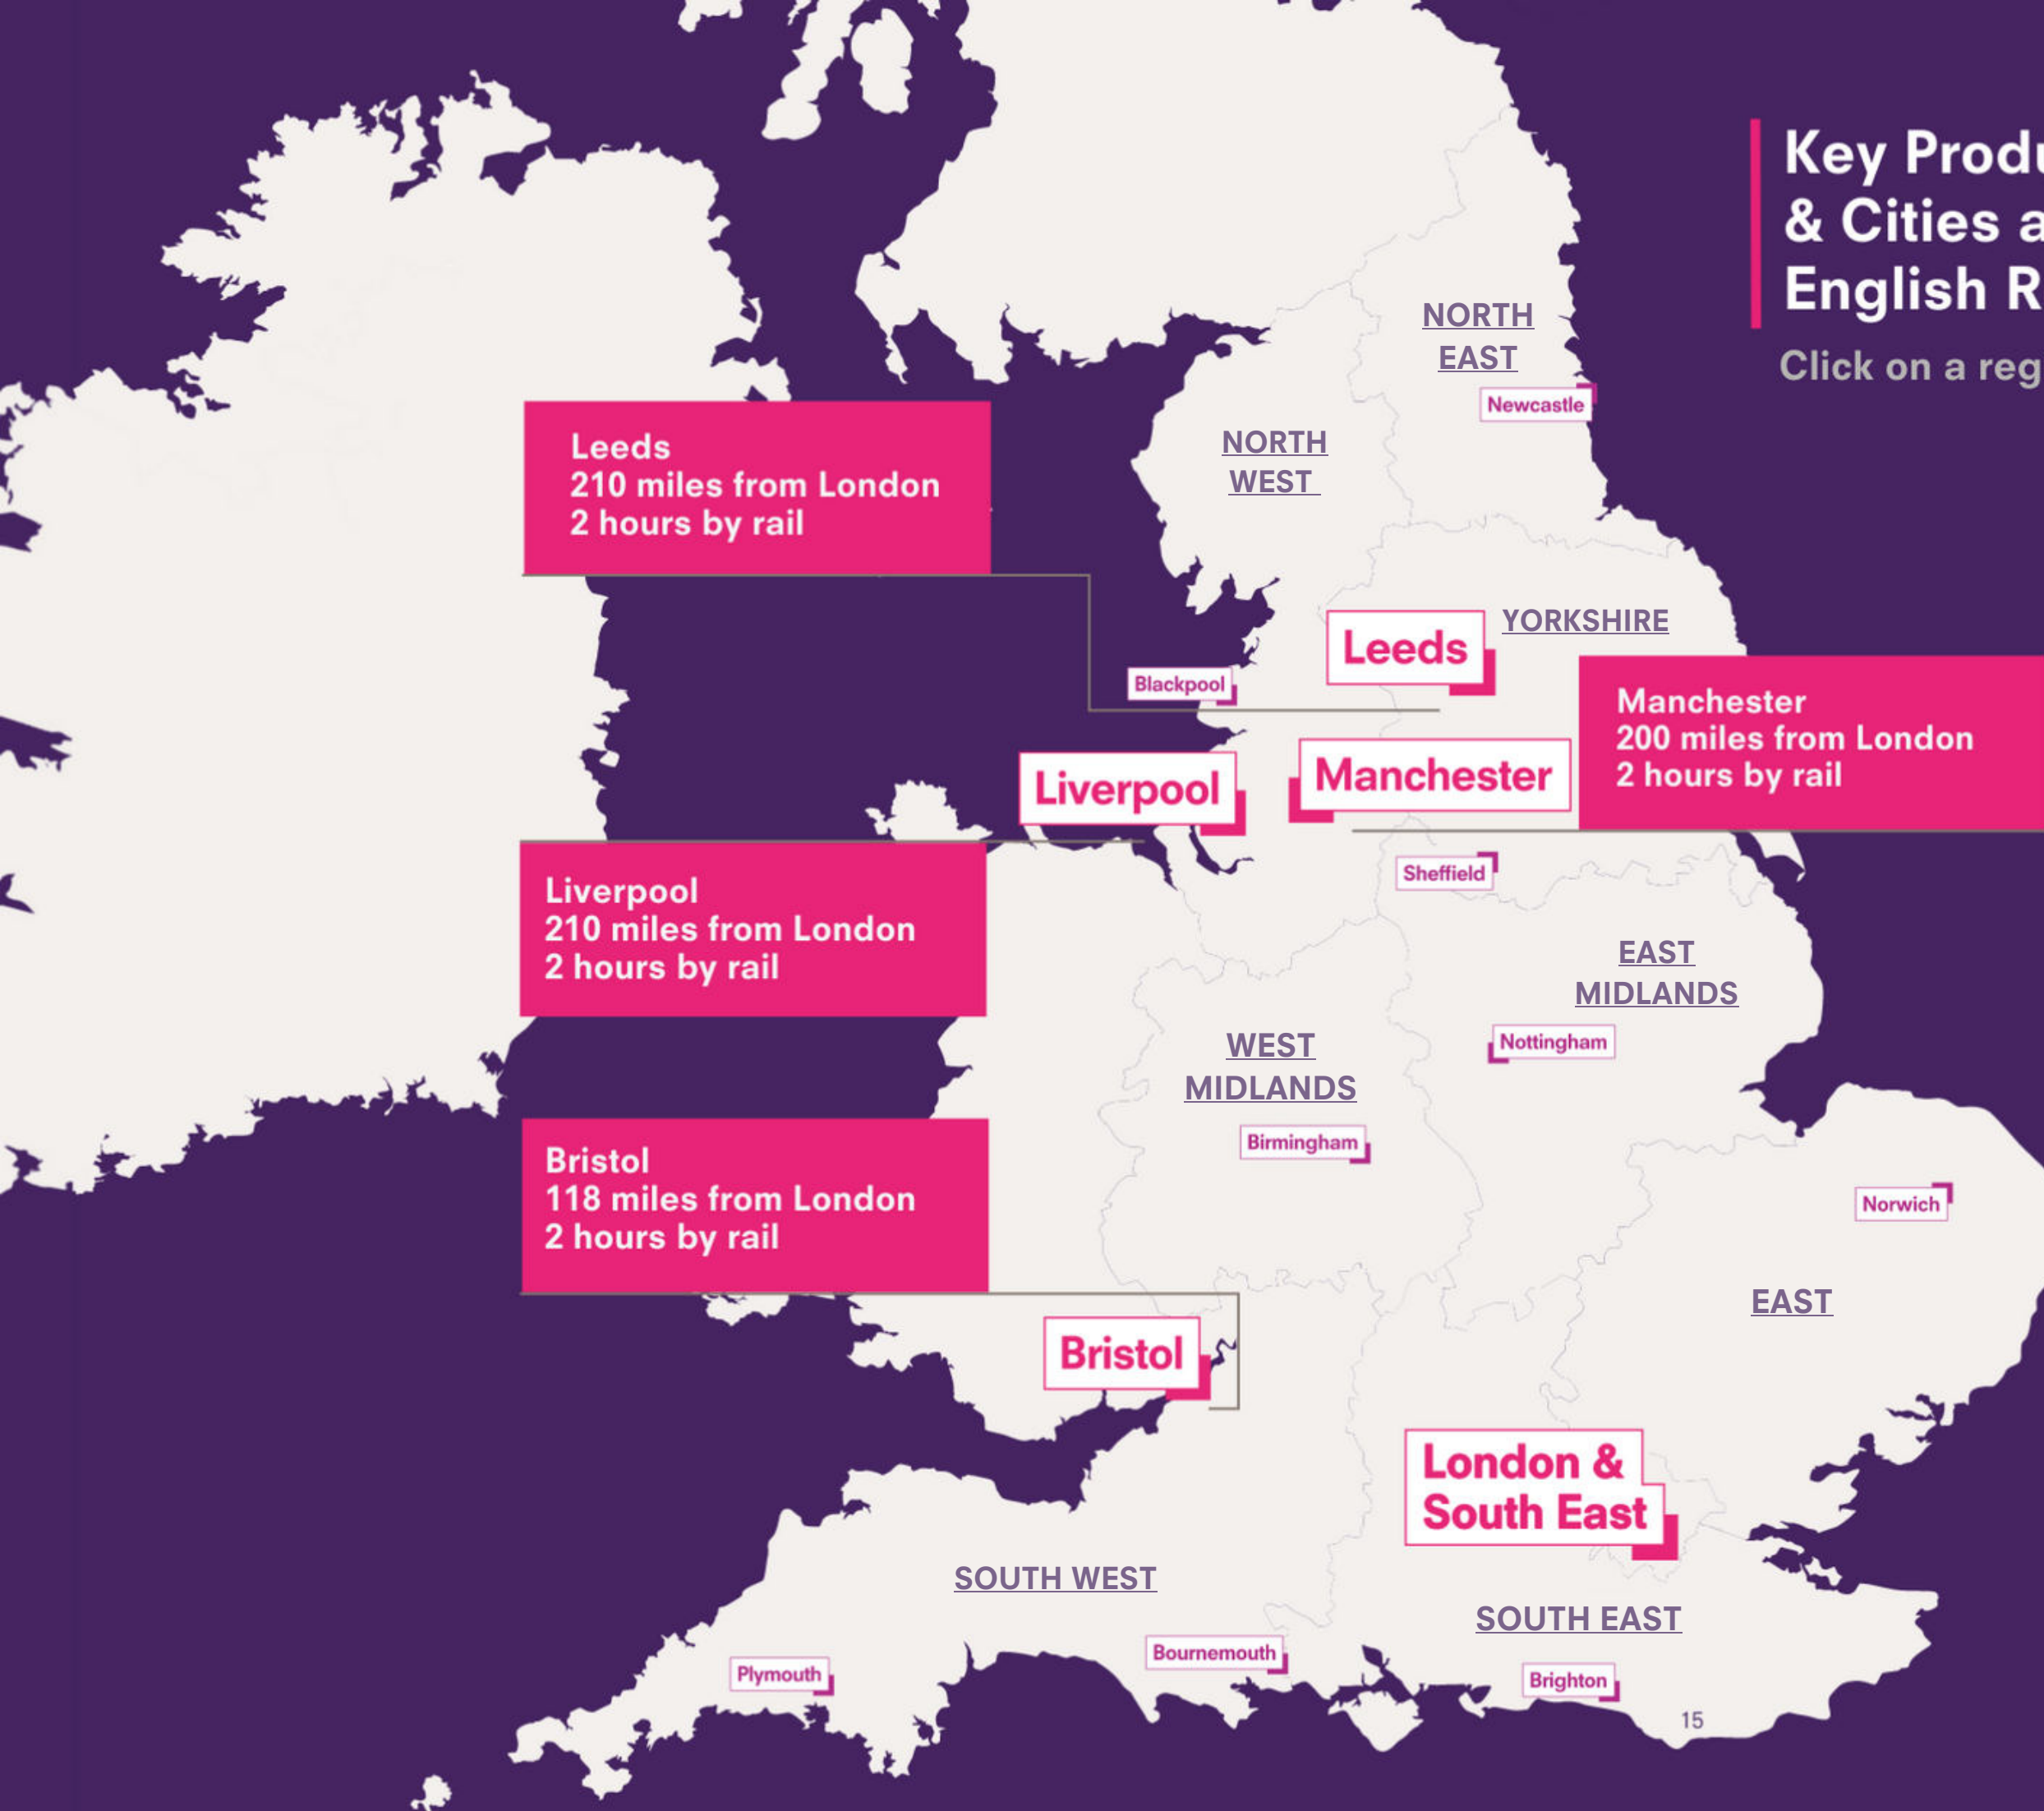 Key Produ
& Cities a
English R
Click on a reg
NORTH
EAST
Newcastle
NORTH
WEST
Leeds
210 miles from London
2 hours by rail
YORKSHIRE
Leeds
Blackpool
Manchester
200 miles from London
2 hours by rail
Manchester
Liverpool
Sheffield
Liverpool
210 miles from London
2 hours by rail
EAST
MIDLANDS
Nottingham
WEST
MIDLANDS
Birmingham
Bristol
118 miles from London
2 hours by rail
Norwich
EAST
Bristol
London &
South East
SOUTH WEST
SOUTH EAST
Bournemouth
Plymouth
Brighton
15